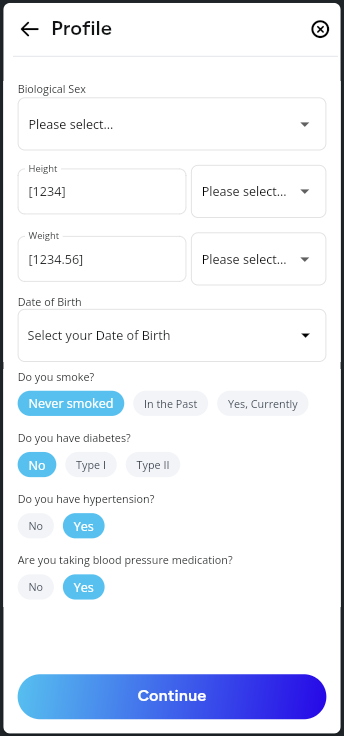 Profile
Biological Sex
Please select...
Height
[1234]
Please select...
Weight
[1234.56]
Please select...
Date of Birth
Select your Date of Birth
Do you smoke?
Never smoked In the Past Yes, Currently
Do you have diabetes?
No Type I Type II
Do you have hypertension?
No Yes
Are you taking blood pressure medication?
No Yes
Continue